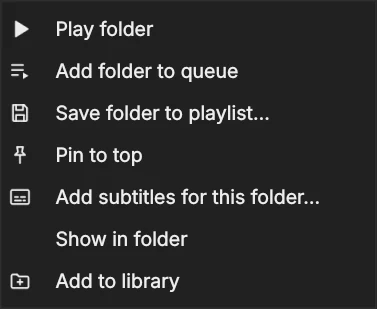 Play folder
Add folder to queue
Save folder to playlist...
Pin to top
Add subtitles for this folder...
Show in folder
Add to library